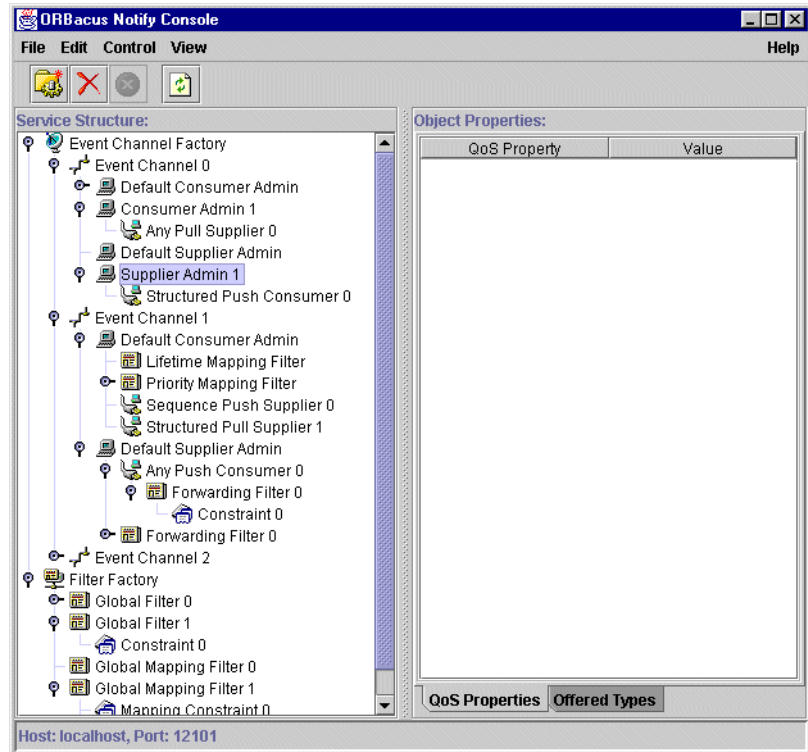 ORBacus Notify Console
File Edit Control View Help
Service Structure:
Event Channel Factory
Event Channel 0
Default Consumer Admin
Consumer Admin 1
Any Pull Supplier 0
Default Supplier Admin
Supplier Admin 1
Structured Push Consumer 0
Event Channel 1
Default Consumer Admin
Lifetime Mapping Filter
Priority Mapping Filter
Sequence Push Supplier 0
Structured Pull Supplier 1
Default Supplier Admin
Any Push Consumer 0
Forwarding Filter 0
Constraint 0
Forwarding Filter 0
Event Channel 2
Filter Factory
Global Filter 0
Global Filter 1
Constraint 0
Global Mapping Filter 0
Global Mapping Filter 1
Mapping Constraint 0
Object Properties:
QoS Property Value
QoS Properties Offered Types
Host: localhost, Port: 12101